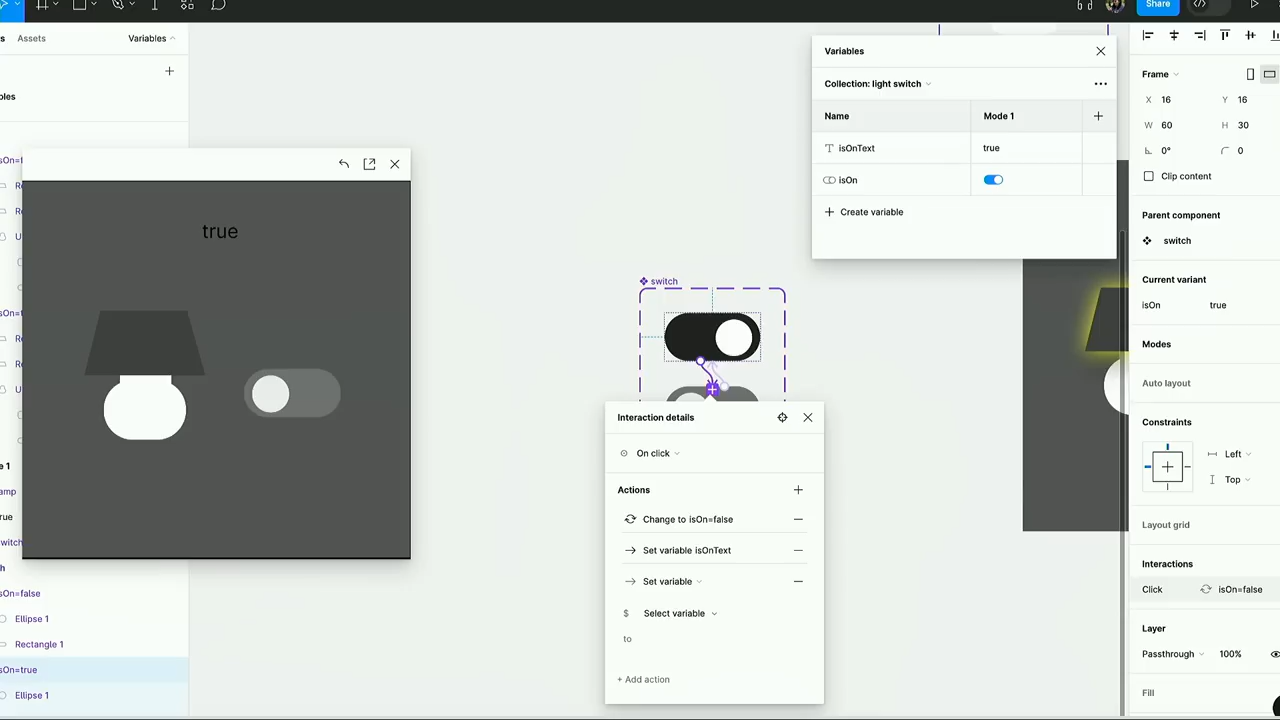 Share
Assets
Variables
Variables
Collection: light switch
Name
Mode 1
isOnText
true
isOn
Create variable
true
switch
Interaction details
On click
Actions
Change to isOn=false
Set variable isOnText
Set variable
$ Select variable
to
+ Add action
Frame
X 16
Y 16
W 60
H 30
0°
0
Clip content
Parent component
switch
Current variant
isOn
true
Modes
Auto layout
Constraints
Left
Top
Layout grid
Interactions
Click
isOn=false
Layer
Passthrough
100%
Fill
sOn=false
Ellipse 1
Rectangle 1
sOn=true
Ellipse 1